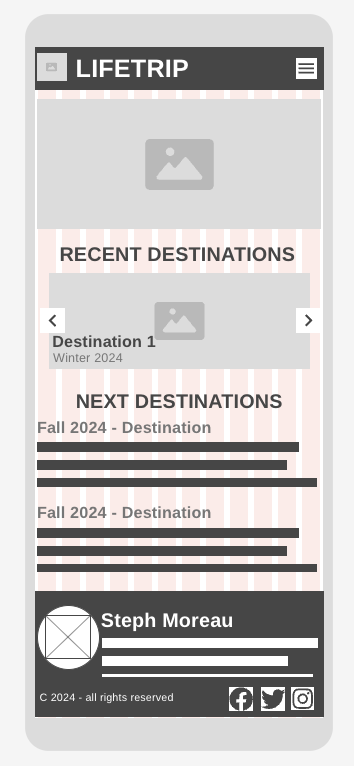 LIFETRIP
RECENT DESTINATIONS
Destination 1
Winter 2024
NEXT DESTINATIONS
Fall 2024 - Destination
Fall 2024 - Destination
Steph Moreau
C 2024 - all rights reserved